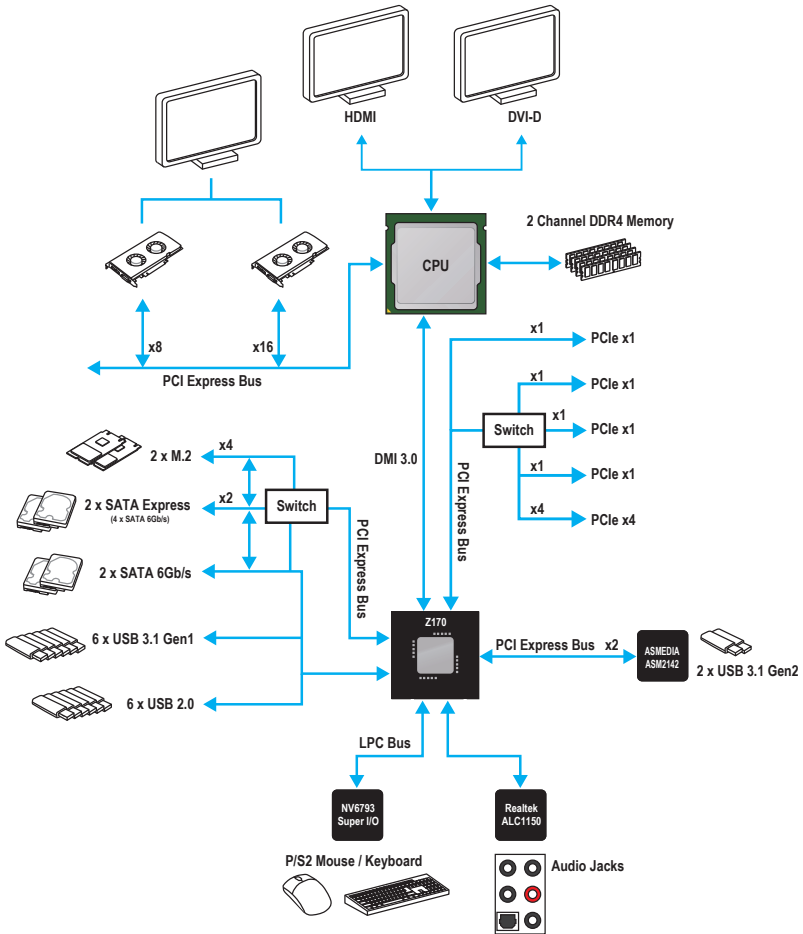 HDMI
DVI-D
2 Channel DDR4 Memory
CPU
x8
x16
PCI Express Bus
x1
PCIe x1
x1
PCIe x1
x1
PCIe x1
Switch
x1
PCIe x1
x4
PCIe x4
DMI 3.0
PCI Express Bus
2 x M.2
x4
2 x SATA Express
(4 x SATA 6Gb/s)
x2
Switch
2 x SATA 6Gb/s
PCI Express Bus
6 x USB 3.1 Gen1
6 x USB 2.0
Z170
PCI Express Bus x2
ASMEDIA
ASM2142
2 x USB 3.1 Gen2
LPC Bus
NV6793
Super I/O
Realtek
ALC1150
P/S2 Mouse / Keyboard
Audio Jacks